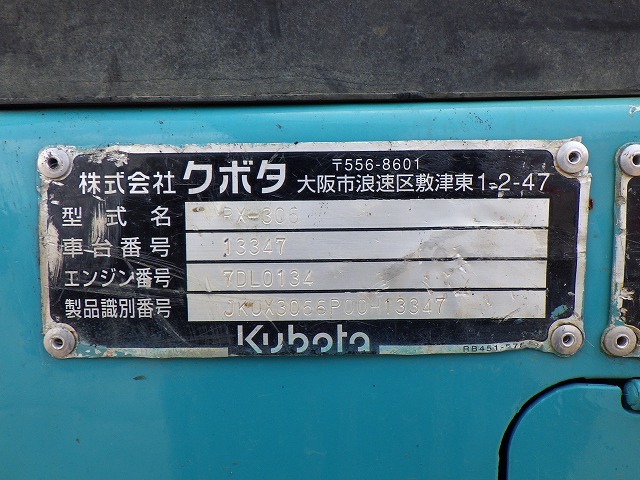 〒556-8601
株式会社 クボタ 大阪市浪速区敷津東1-2-47
型式名 RX-306
車台番号 13347
エンジン番号 7DL0134
製品識別番号
Kubota